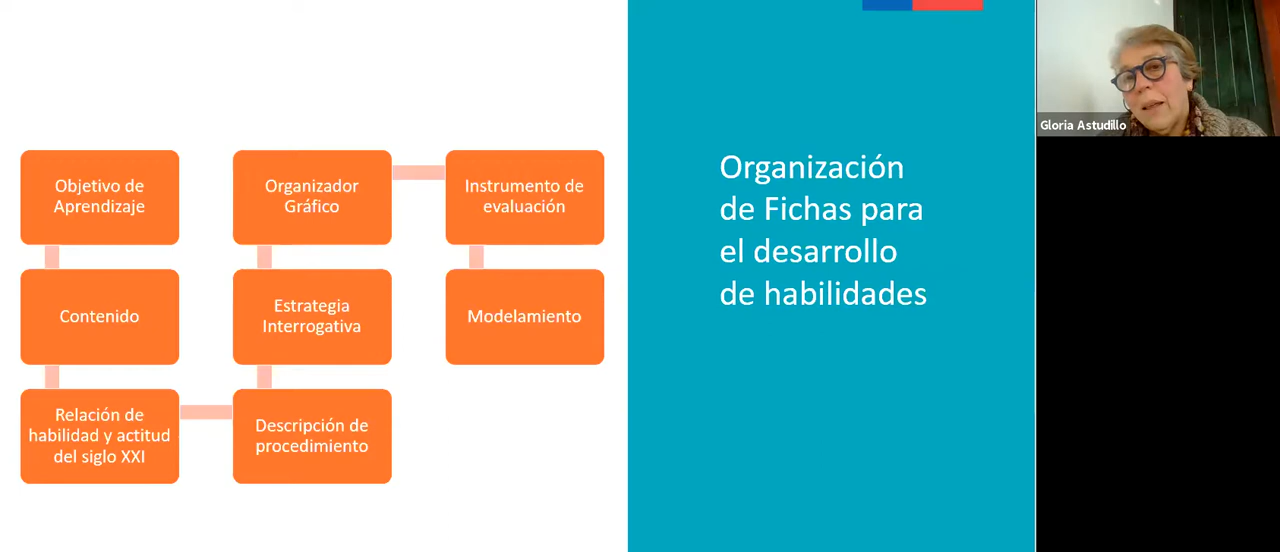 Objetivo de
Aprendizaje
Contenido
Relación de
habilidad y actitud
del siglo XXI
Descripción de
procedimiento
Estrategia
Interrogativa
Organizador
Gráfico
Instrumento de
evaluación
Modelamiento
Organización
de Fichas para
el desarrollo
de habilidades
Gloria Astudillo